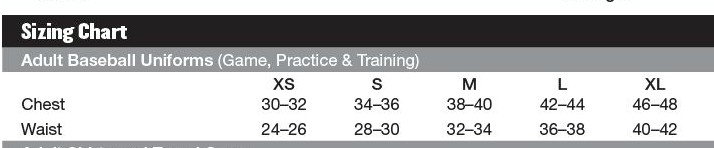 Sizing Chart
Adult Baseball Uniforms (Game, Practice & Training)
XS S M L XL
Chest 30–32 34–36 38–40 42–44 46–48
Waist 24–26 28–30 32–34 36–38 40–42